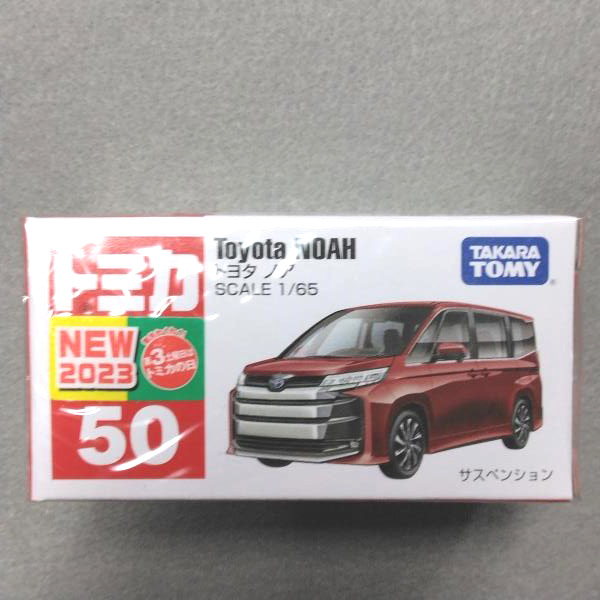 トミカ
Toyota NOAH
トヨタ ノア
SCALE 1/65
TAKARA
TOMY
NEW
2023
第3土曜日は
トミカの日
50
サスペンション